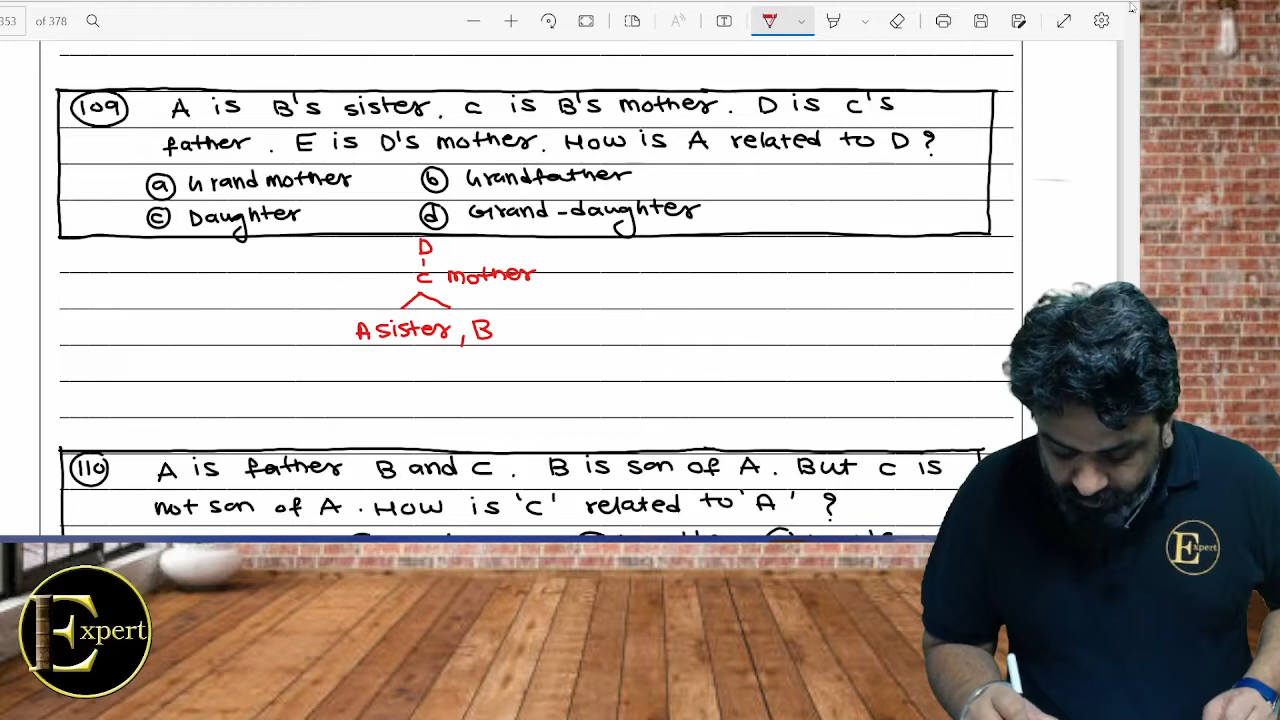 353 of 378
109 A is B's sister. C is B's mother. D is C's
father. E is D's mother. How is A related to D?
a Grandmother b Grandfather
c Daughter d Grand-daughter
D
C mother
A sister, B
110 A is father B and C. B is son of A. But C is
not son of A. How is 'C' related to 'A' ?
Expert
Expert